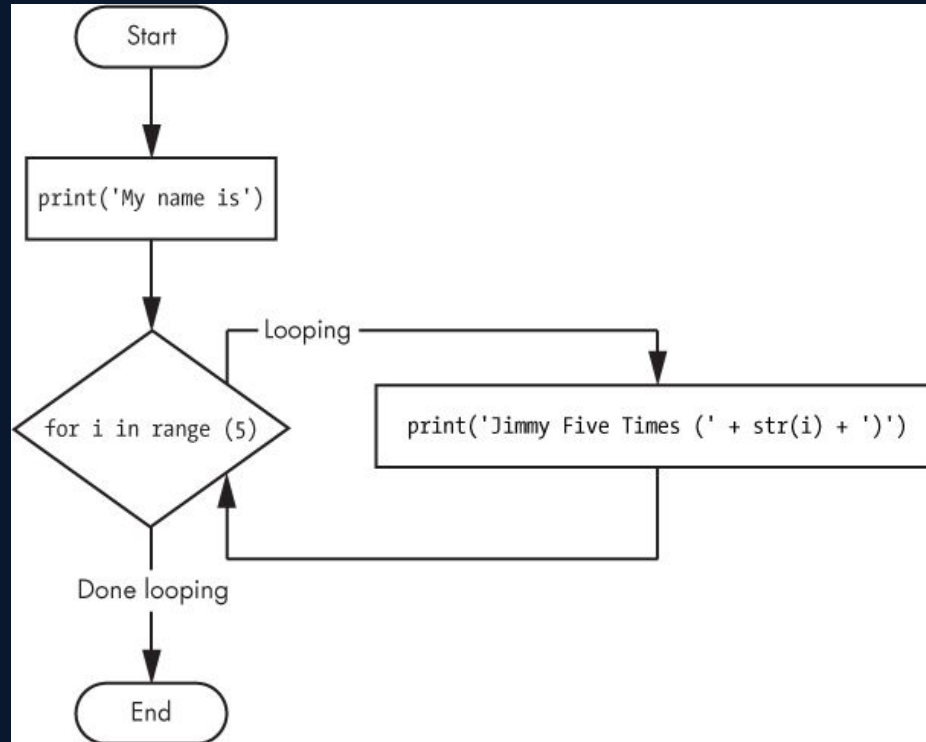 Start
print('My name is')
Looping
for i in range (5)
print('Jimmy Five Times (' + str(i) + ')')
Done looping
End